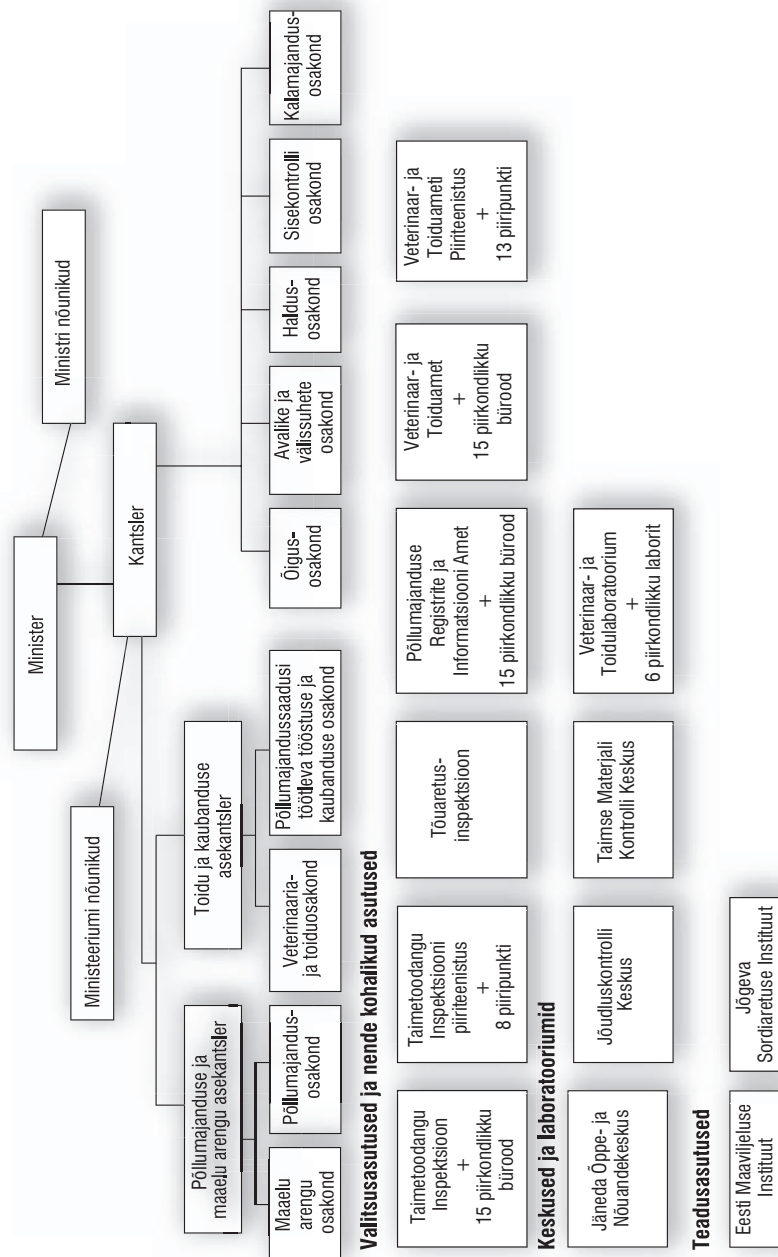 Minister
Ministri nõunikud
Ministeeriumi nõunikud
Kantsler
Põllumajanduse ja
maaelu arengu asekantsler
Toidu ja kaubanduse
asekantsler
Maaelu
arengu
osakond
Põllumajandus-
osakond
Veterinaaria-
ja toiduosakond
Põllumajandussaadusi
töötleva tööstuse ja
kaubanduse osakond
Õigus-
osakond
Avalike ja
välissuhete
osakond
Haldus-
osakond
Sisekontrolli
osakond
Kalamajandus-
osakond
Valitsusasutused ja nende kohalikud asutused
Taimetoodangu
Inspektsioon
+
15 piirkondlikku
bürood
Taimetoodangu
Inspektsiooni
piiriteenistus
+
8 piiripunkti
Tõuaretus-
inspektsioon
Põllumajanduse
Registrite ja
Informatsiooni Amet
+
15 piirkondlikku bürood
Veterinaar- ja
Toiduamet
+
15 piirkondlikku
bürood
Veterinaar- ja
Toiduameti
Piiriteenistus
+
13 piiripunkti
Keskused ja laboratooriumid
Jäneda Õppe- ja
Nõuandekeskus
Jõudluskontrolli
Keskus
Taimse Materjali
Kontrolli Keskus
Veterinaar- ja
Toidulaboratoorium
+
6 piirkondlikku laborit
Teadusasutused
Eesti Maaviljeluse
Instituut
Jõgeva
Sordiaretuse Instituut